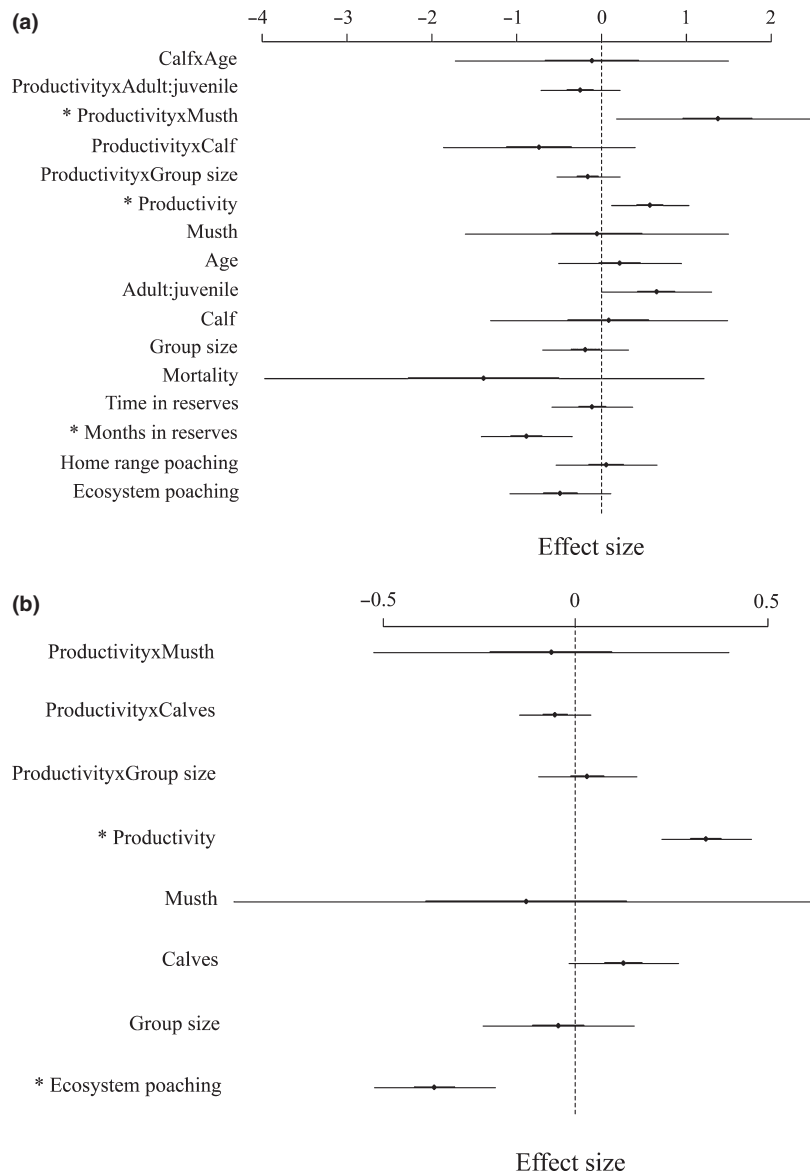 (a)
−4 −3 −2 −1 0 1 2
CalfxAge
ProductivityxAdult:juvenile
* ProductivityxMusth
ProductivityxCalf
ProductivityxGroup size
* Productivity
Musth
Age
Adult:juvenile
Calf
Group size
Mortality
Time in reserves
* Months in reserves
Home range poaching
Ecosystem poaching
Effect size
(b)
−0.5 0 0.5
ProductivityxMusth
ProductivityxCalves
ProductivityxGroup size
* Productivity
Musth
Calves
Group size
* Ecosystem poaching
Effect size